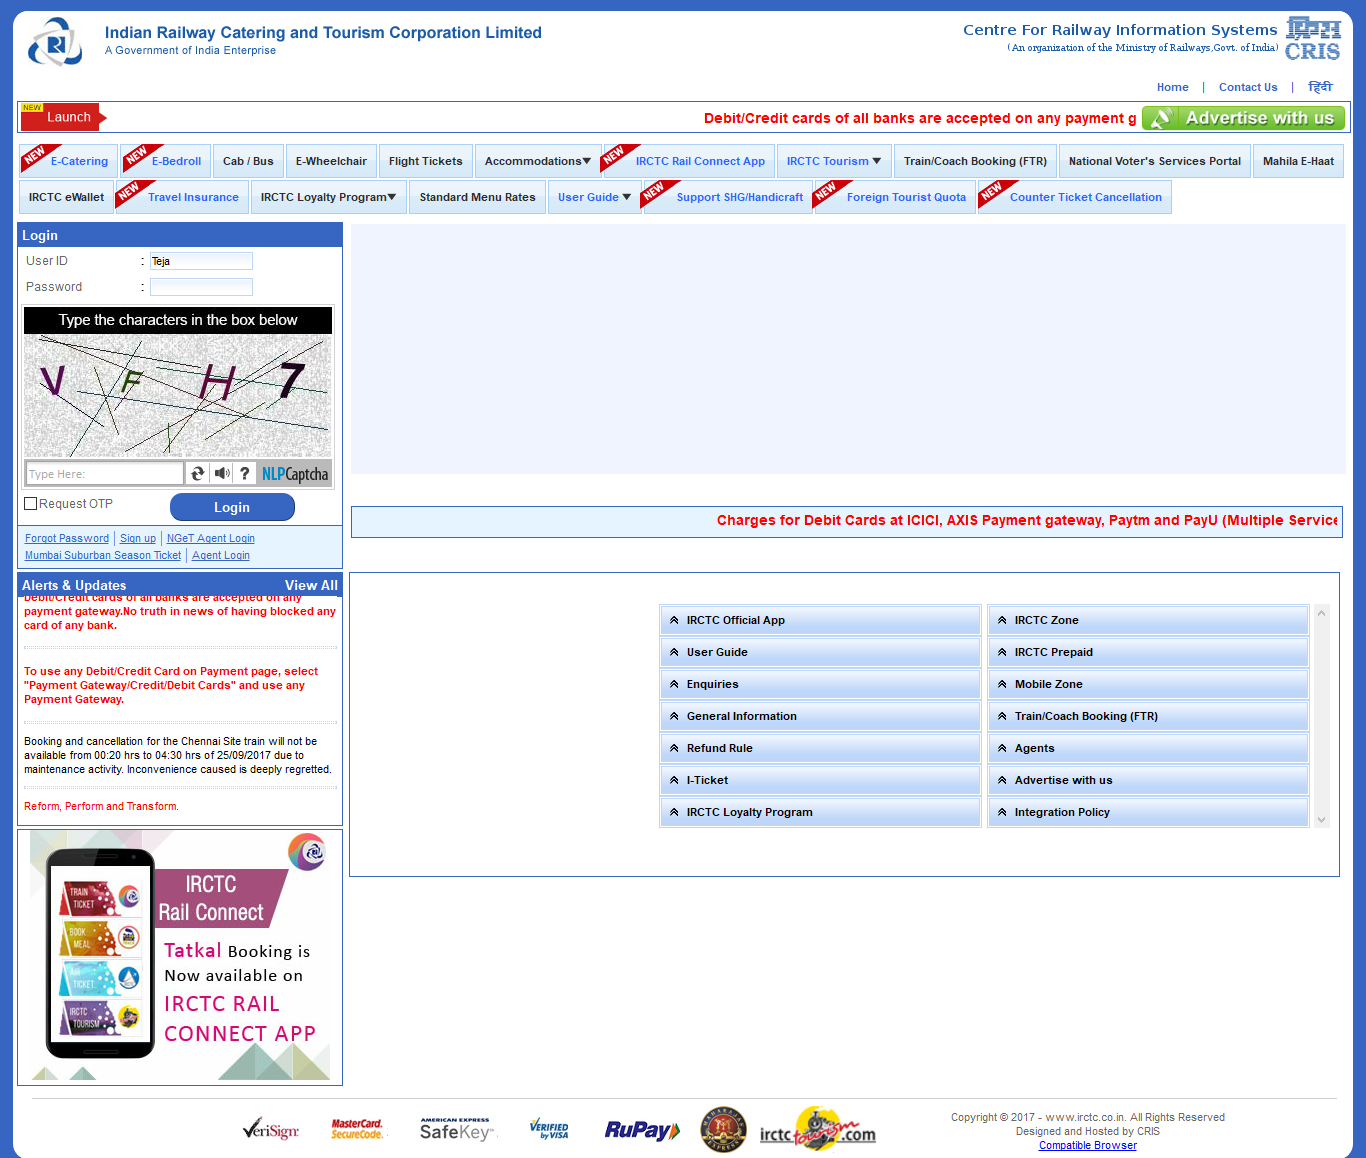 Indian Railway Catering and Tourism Corporation Limited
A Government of India Enterprise
Centre For Railway Information Systems
(An organization of the Ministry of Railways,Govt. of India)
CRIS
Home | Contact Us | हिंदी
NEW
Launch
Debit/Credit cards of all banks are accepted on any payment g
Advertise with us
NEW E-Catering
NEW E-Bedroll
Cab / Bus
E-Wheelchair
Flight Tickets
Accommodations
NEW IRCTC Rail Connect App
IRCTC Tourism
Train/Coach Booking (FTR)
National Voter's Services Portal
Mahila E-Haat
IRCTC eWallet
NEW Travel Insurance
IRCTC Loyalty Program
Standard Menu Rates
User Guide
NEW Support SHG/Handicraft
NEW Foreign Tourist Quota
NEW Counter Ticket Cancellation
Login
User ID : Teja
Password :
Type the characters in the box below
V F H 7
Type Here:
? NLPCaptcha
Request OTP
Login
Forgot Password | Sign up | NGeT Agent Login
Mumbai Suburban Season Ticket | Agent Login
Charges for Debit Cards at ICICI, AXIS Payment gateway, Paytm and PayU (Multiple Service
Alerts & Updates View All
Debit/Credit cards of all banks are accepted on any
payment gateway.No truth in news of having blocked any
card of any bank.
To use any Debit/Credit Card on Payment page, select
"Payment Gateway/Credit/Debit Cards" and use any
Payment Gateway.
Booking and cancellation for the Chennai Site train will not be
available from 00:20 hrs to 04:30 hrs of 25/09/2017 due to
maintenance activity. Inconvenience caused is deeply regretted.
Reform, Perform and Transform.
IRCTC Official App
IRCTC Zone
User Guide
IRCTC Prepaid
Enquiries
Mobile Zone
General Information
Train/Coach Booking (FTR)
Refund Rule
Agents
I-Ticket
Advertise with us
IRCTC Loyalty Program
Integration Policy
IRCTC
Rail Connect
TRAIN
TICKET
BOOK
MEAL
AIR
TICKET
IRCTC
TOURISM
Tatkal Booking is
Now available on
IRCTC RAIL
CONNECT APP
VeriSign
MasterCard.
SecureCode.
AMERICAN EXPRESS
SafeKey
VERIFIED
by VISA
RuPay
irctctourism.com
Copyright © 2017 - www.irctc.co.in. All Rights Reserved
Designed and Hosted by CRIS
Compatible Browser